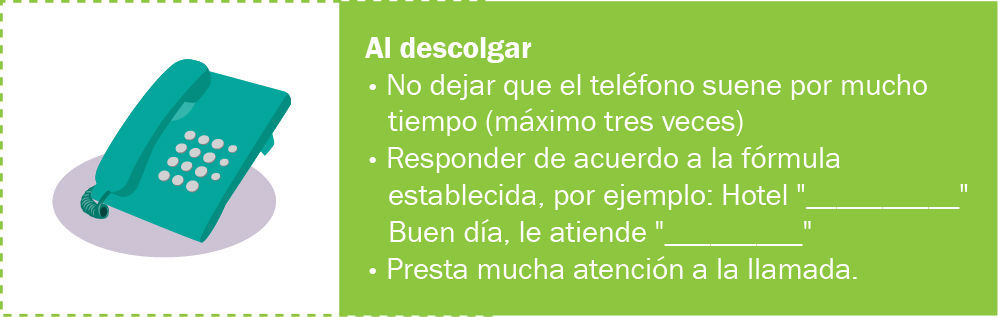 Al descolgar
• No dejar que el teléfono suene por mucho
tiempo (máximo tres veces)
• Responder de acuerdo a la fórmula
establecida, por ejemplo: Hotel "__________"
Buen día, le atiende "_________"
• Presta mucha atención a la llamada.